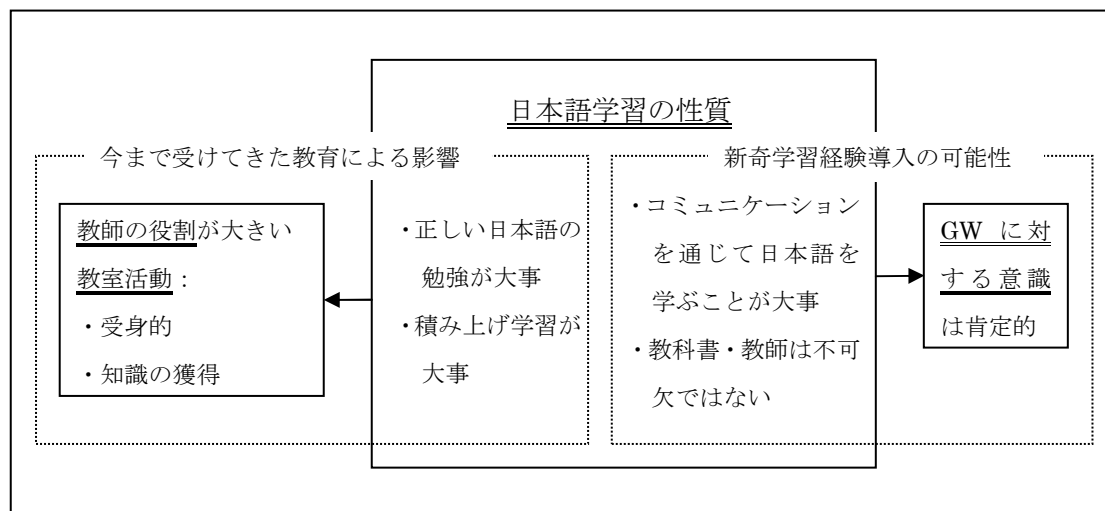 日本語学習の性質
今まで受けてきた教育による影響
教師の役割が大きい
教室活動：
・受身的
・知識の獲得
・正しい日本語の
勉強が大事
・積み上げ学習が
大事
新奇学習経験導入の可能性
・コミュニケーション
を通じて日本語を
学ぶことが大事
・教科書・教師は不可
欠ではない
GW に対
する意識
は肯定的